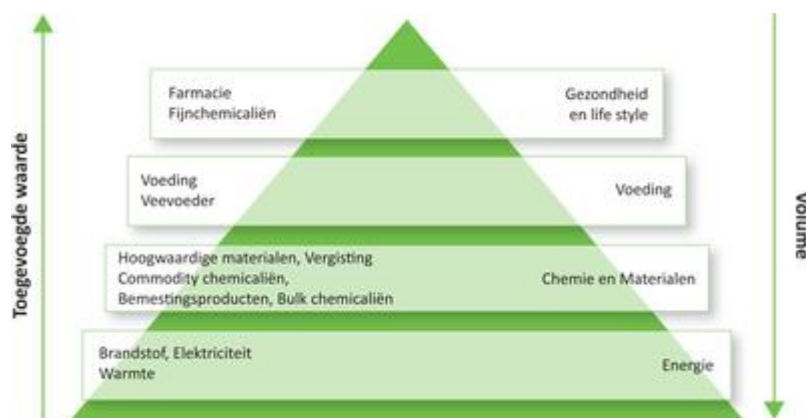 Toegevoegde waarde
Farmacie
Fijnchemicaliën
Gezondheid
en life style
Voeding
Veevoeder
Voeding
Hoogwaardige materialen, Vergisting
Commodity chemicaliën,
Bemestingsproducten, Bulk chemicaliën
Chemie en Materialen
Brandstof, Elektriciteit
Warmte
Energie
Volume